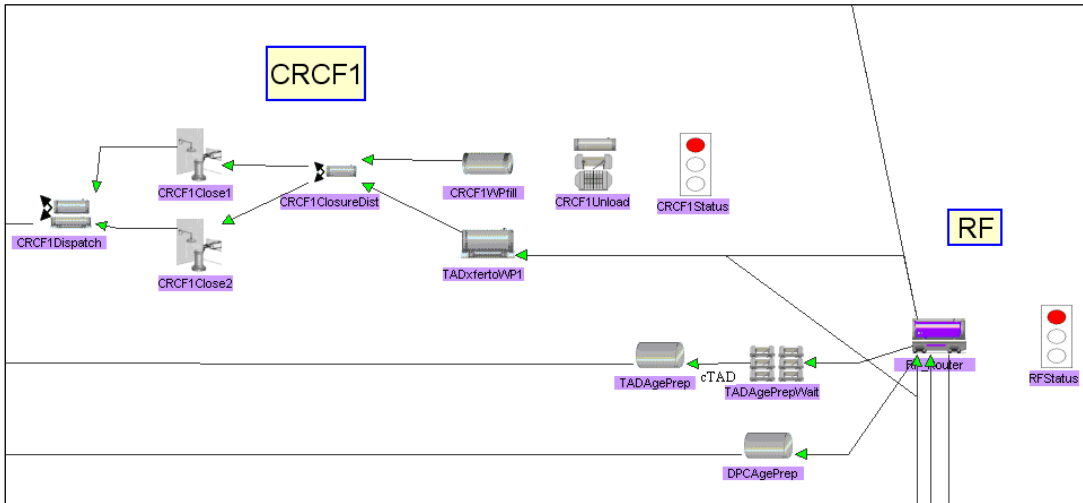 CRCF1
CRCF1Close1
CRCF1ClosureDist
CRCF1WPfill
CRCF1Unload
CRCF1Status
CRCF1Dispatch
CRCF1Close2
TADxfertoWP1
RF
TADAgePrep
cTAD
TADAgePrepWait
RFStatus
DPCAgePrep